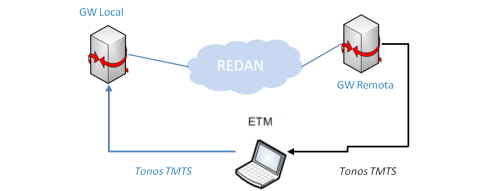 GW Local
REDAN
GW Remota
ETM
Tonos TMTS
Tonos TMTS